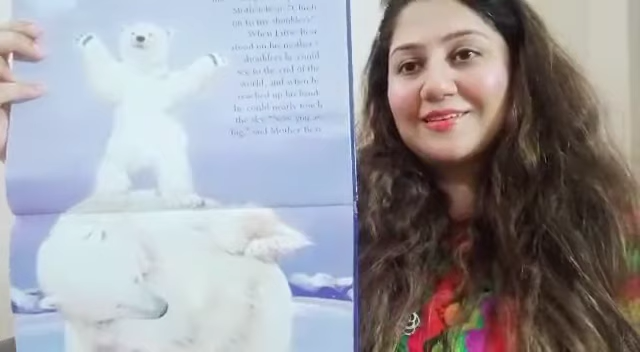 Mother Bear. "Climb
on to my shoulders".
When Little Bear
stood on his mother's
shoulders he could
see to the end of the
world, and when he
reached up his hand
he could nearly touch
the sky. "Now you are
big," said Mother Bear.